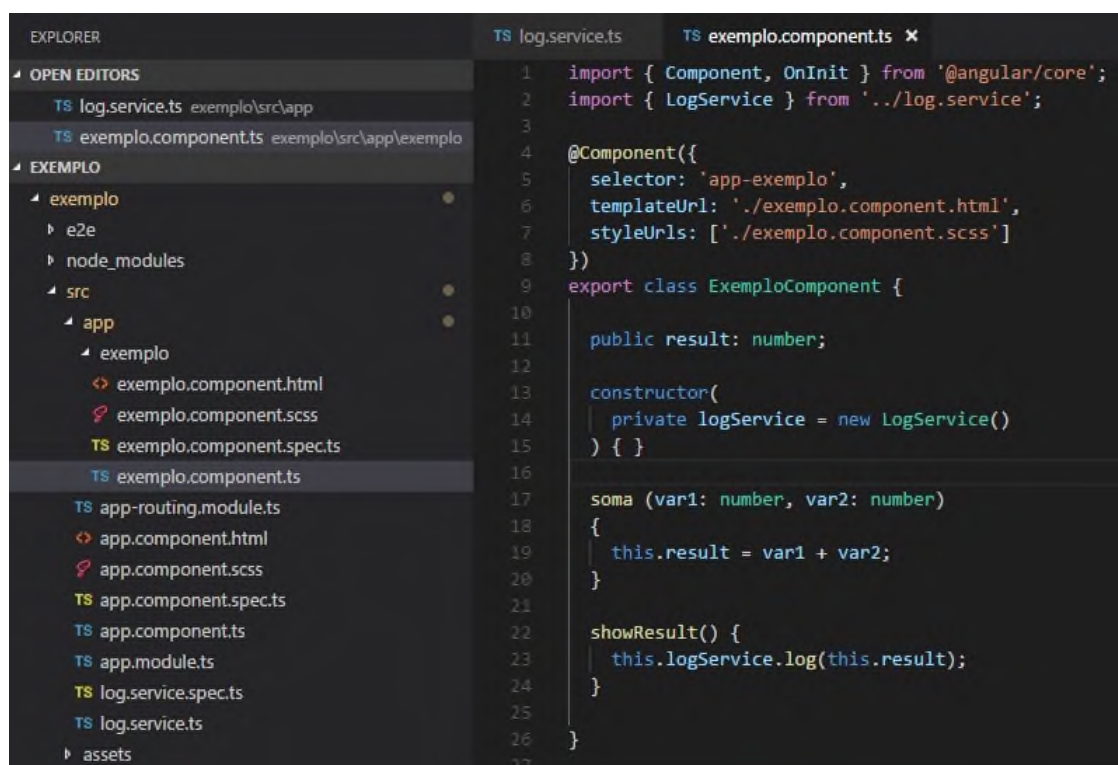 EXPLORER
OPEN EDITORS
TS log.service.ts exemplo\src\app
TS exemplo.component.ts exemplo\src\app\exemplo
EXEMPLO
exemplo
e2e
node_modules
src
app
exemplo
<> exemplo.component.html
exemplo.component.scss
TS exemplo.component.spec.ts
TS exemplo.component.ts
TS app-routing.module.ts
<> app.component.html
app.component.scss
TS app.component.spec.ts
TS app.component.ts
TS app.module.ts
TS log.service.spec.ts
TS log.service.ts
assets
TS log.service.ts TS exemplo.component.ts ×
1 import { Component, OnInit } from '@angular/core';
2 import { LogService } from '../log.service';
3
4 @Component({
5 selector: 'app-exemplo',
6 templateUrl: './exemplo.component.html',
7 styleUrls: ['./exemplo.component.scss']
8 })
9 export class ExemploComponent {
10
11 public result: number;
12
13 constructor(
14 private logService = new LogService()
15 ) { }
16
17 soma (var1: number, var2: number)
18 {
19 this.result = var1 + var2;
20 }
21
22 showResult() {
23 this.logService.log(this.result);
24 }
25
26 }
27